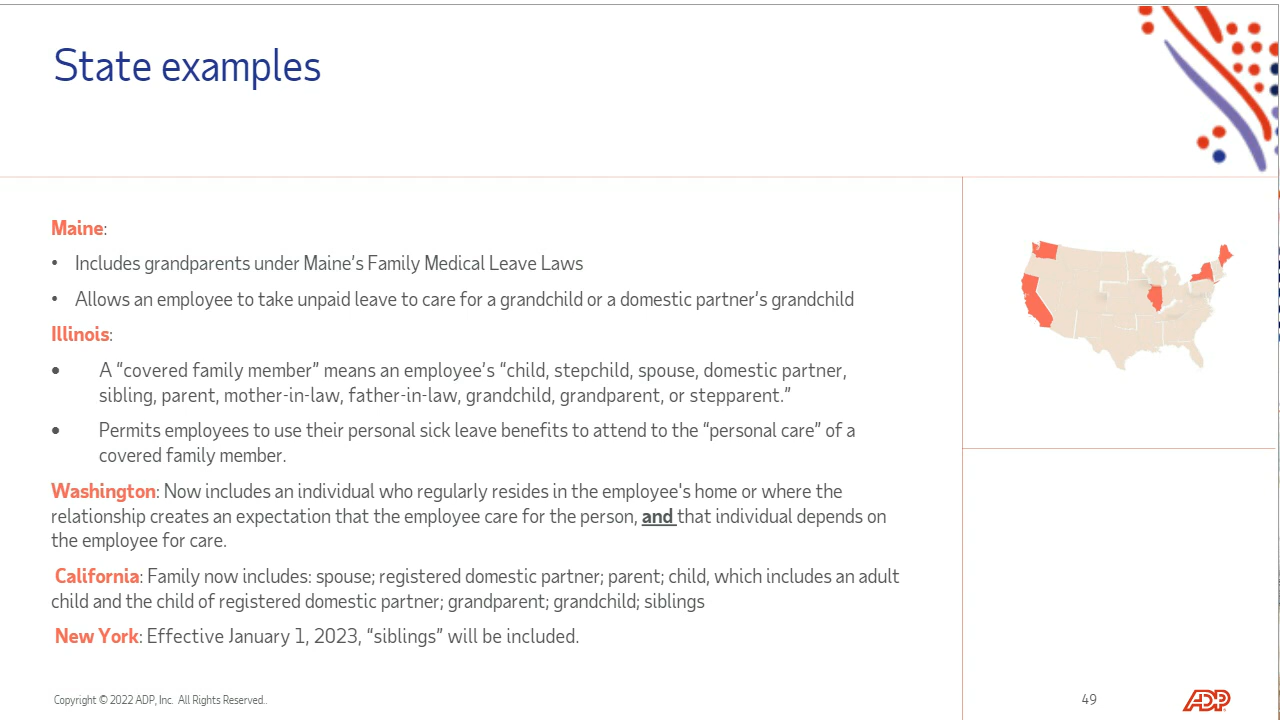 State examples
Maine:
• Includes grandparents under Maine's Family Medical Leave Laws
• Allows an employee to take unpaid leave to care for a grandchild or a domestic partner's grandchild
Illinois:
• A “covered family member” means an employee's “child, stepchild, spouse, domestic partner,
sibling, parent, mother-in-law, father-in-law, grandchild, grandparent, or stepparent.”
• Permits employees to use their personal sick leave benefits to attend to the “personal care” of a
covered family member.
Washington: Now includes an individual who regularly resides in the employee's home or where the
relationship creates an expectation that the employee care for the person, and that individual depends on
the employee for care.
California: Family now includes: spouse; registered domestic partner; parent; child, which includes an adult
child and the child of registered domestic partner; grandparent; grandchild; siblings
New York: Effective January 1, 2023, “siblings” will be included.
Copyright © 2022 ADP, Inc. All Rights Reserved..
49
ADP